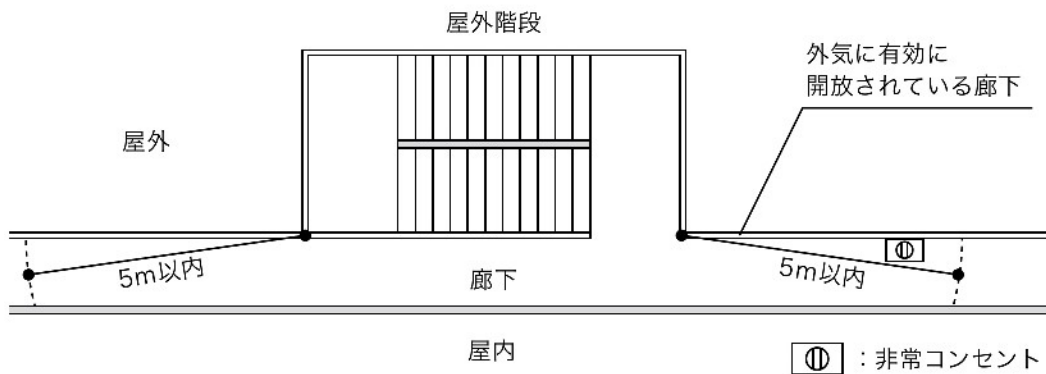 屋外階段
外気に有効に
開放されている廊下
屋外
5m以内
廊下
5m以内
屋内
：非常コンセント